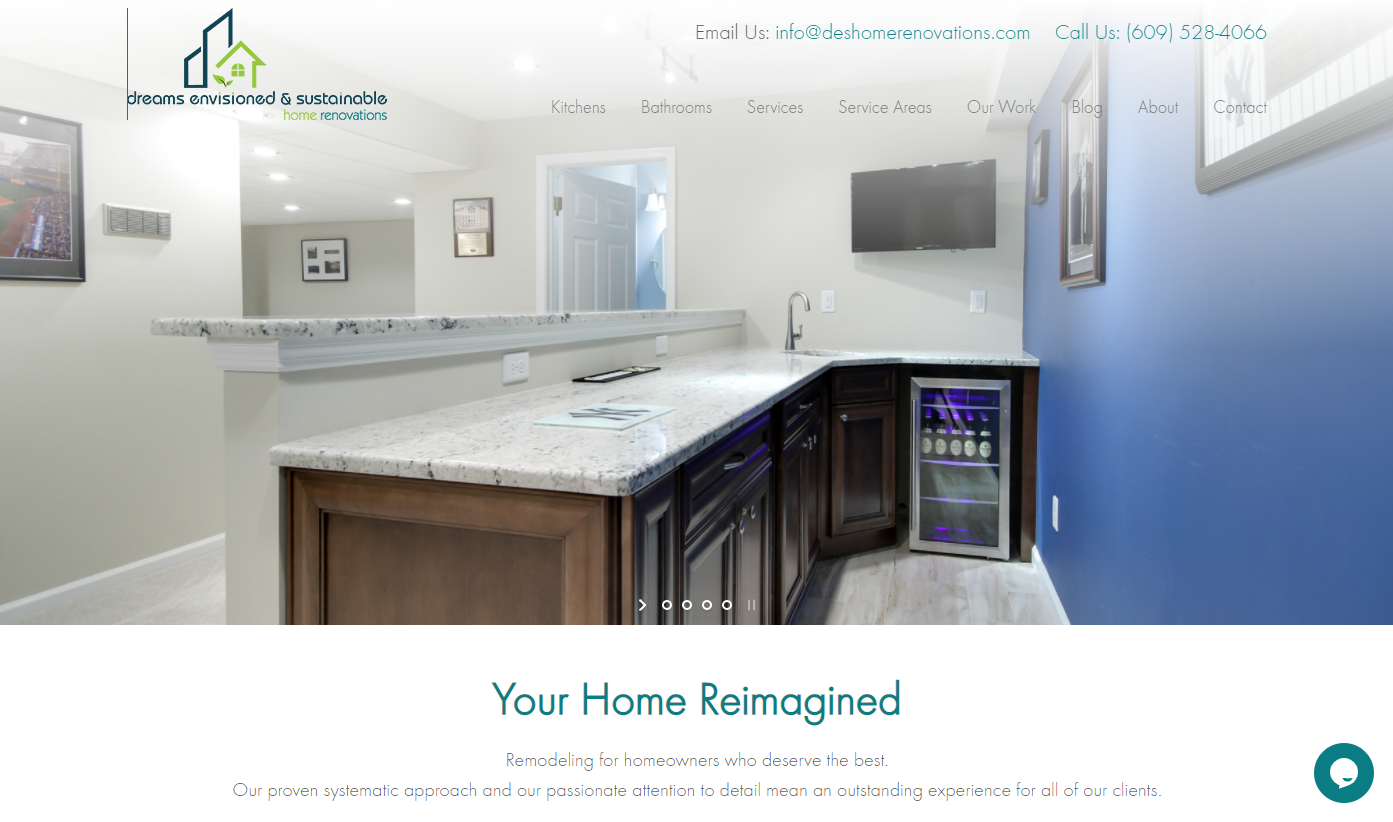 Email Us: info@deshomerenovations.com Call Us: (609) 528-4066
dreams envisioned & sustainable
home renovations
Kitchens Bathrooms Services Service Areas Our Work Blog About Contact
NY
Your Home Reimagined
Remodeling for homeowners who deserve the best.
Our proven systematic approach and our passionate attention to detail mean an outstanding experience for all of our clients.